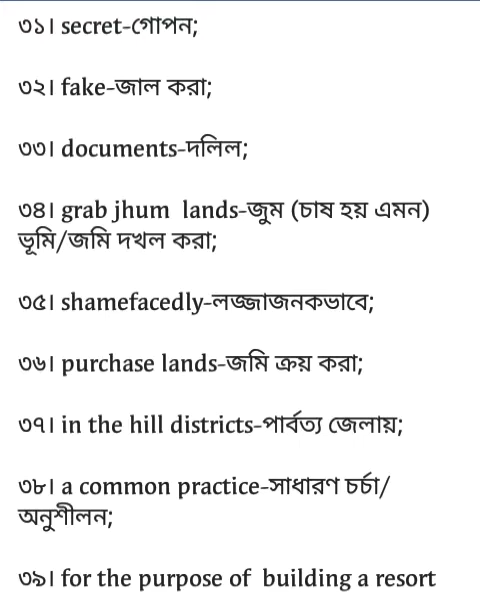 ৩১। secret-গোপন;
৩২। fake-জাল করা;
৩৩। documents-দলিল;
৩৪। grab jhum lands-জুম (চাষ হয় এমন)
ভূমি/জমি দখল করা;
৩৫। shamefacedly-লজ্জাজনকভাবে;
৩৬। purchase lands-জমি ক্রয় করা;
৩৭। in the hill districts-পার্বত্য জেলায়;
৩৮। a common practice-সাধারণ চর্চা/
অনুশীলন;
৩৯। for the purpose of building a resort